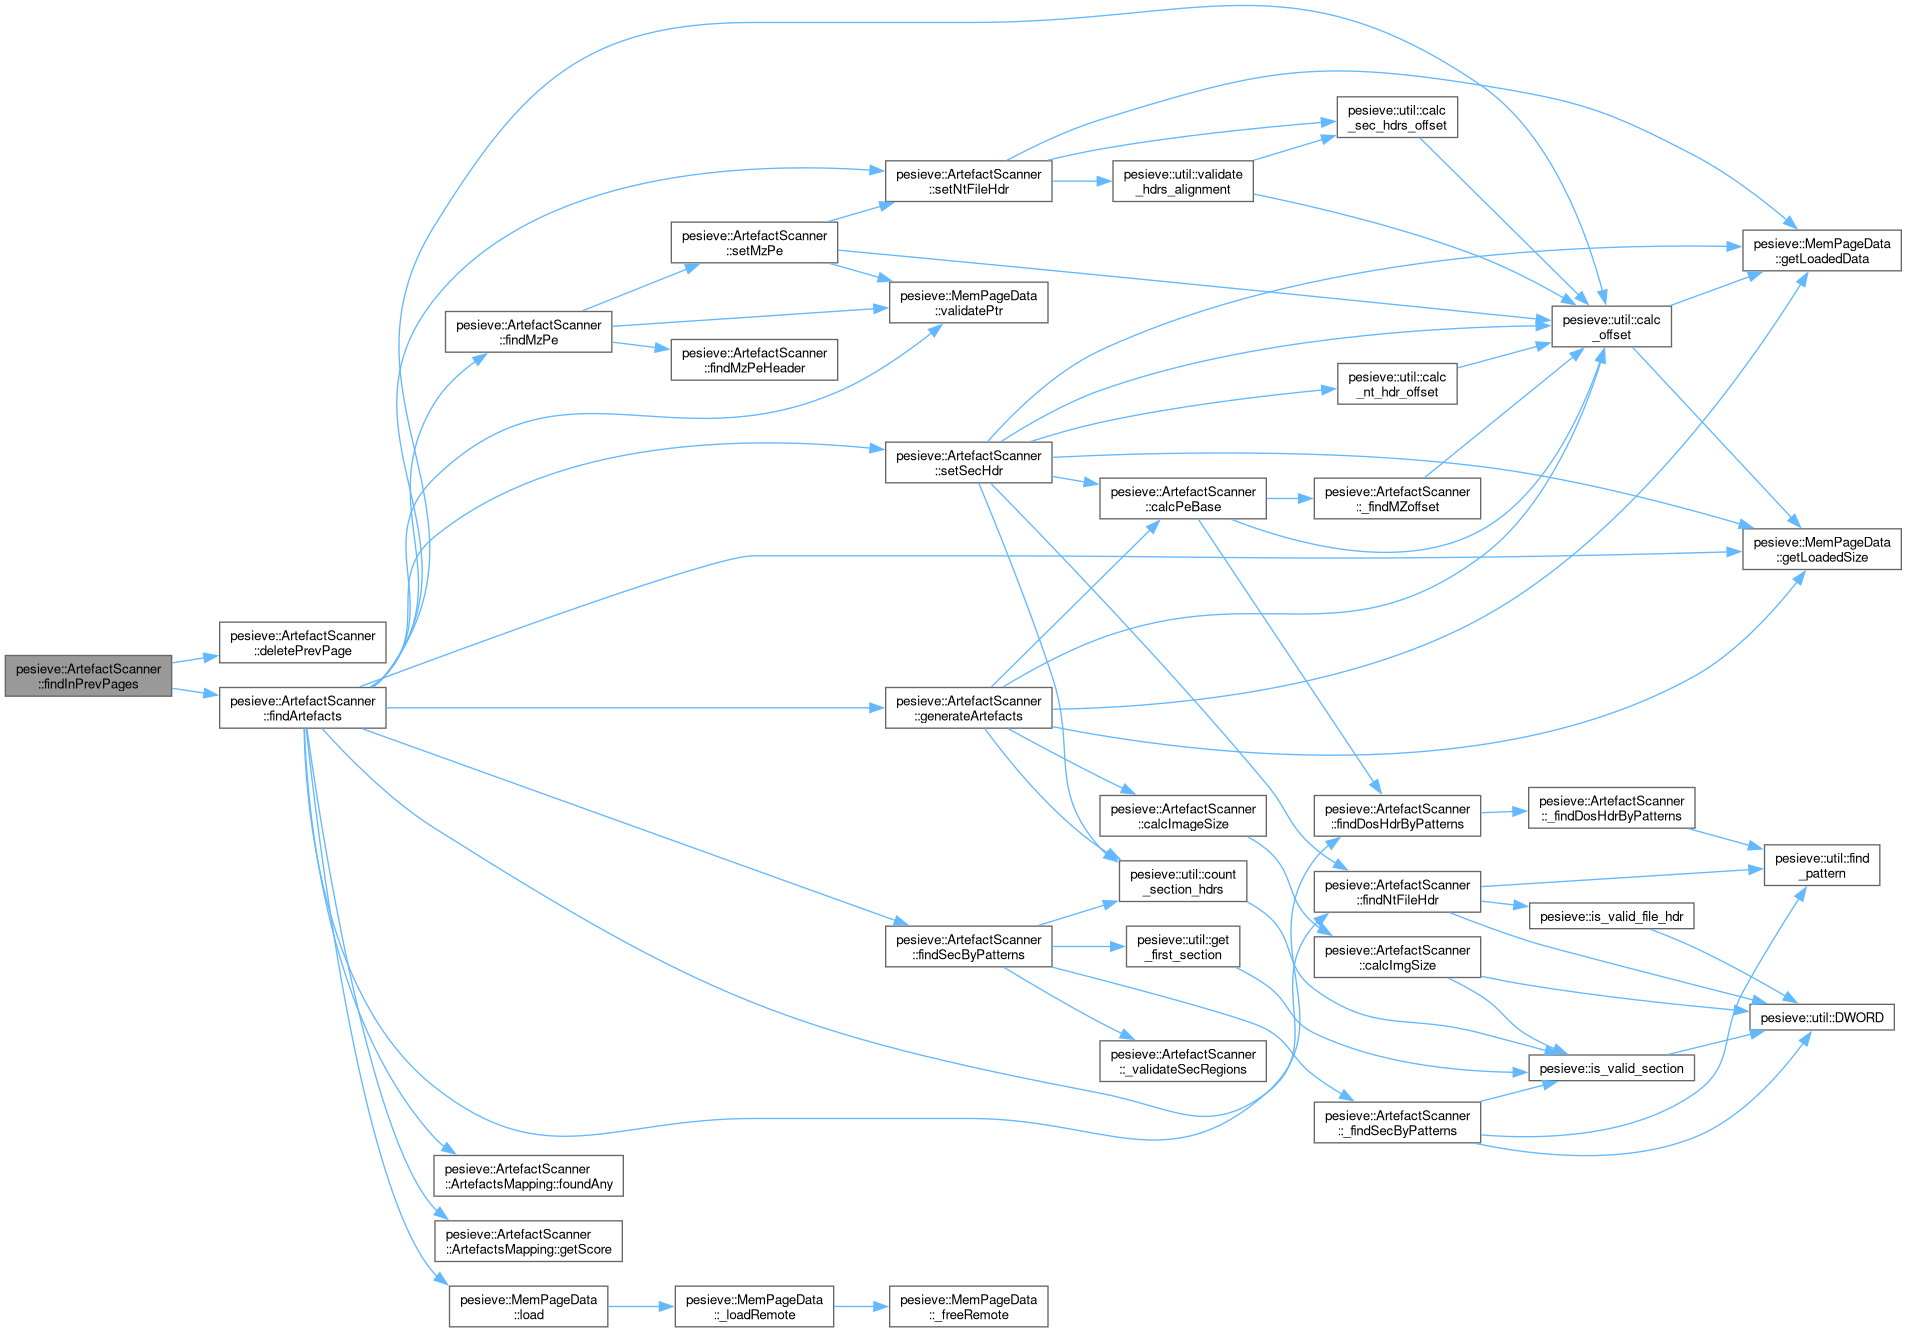 pesieve::ArtefactScanner
::findInPrevPages
pesieve::ArtefactScanner
::deletePrevPage
pesieve::ArtefactScanner
::findArtefacts
pesieve::ArtefactScanner
::findMzPe
pesieve::ArtefactScanner
::ArtefactsMapping::foundAny
pesieve::ArtefactScanner
::ArtefactsMapping::getScore
pesieve::MemPageData
::load
pesieve::ArtefactScanner
::setMzPe
pesieve::ArtefactScanner
::findMzPeHeader
pesieve::MemPageData
::_loadRemote
pesieve::ArtefactScanner
::setNtFileHdr
pesieve::MemPageData
::validatePtr
pesieve::ArtefactScanner
::setSecHdr
pesieve::ArtefactScanner
::generateArtefacts
pesieve::ArtefactScanner
::findSecByPatterns
pesieve::MemPageData
::_freeRemote
pesieve::util::validate
_hdrs_alignment
pesieve::ArtefactScanner
::calcPeBase
pesieve::ArtefactScanner
::calcImageSize
pesieve::util::count
_section_hdrs
pesieve::util::get
_first_section
pesieve::ArtefactScanner
::_validateSecRegions
pesieve::util::calc
_sec_hdrs_offset
pesieve::util::calc
_nt_hdr_offset
pesieve::ArtefactScanner
::_findMZoffset
pesieve::ArtefactScanner
::findDosHdrByPatterns
pesieve::ArtefactScanner
::findNtFileHdr
pesieve::ArtefactScanner
::calcImgSize
pesieve::ArtefactScanner
::_findSecByPatterns
pesieve::util::calc
_offset
pesieve::ArtefactScanner
::_findDosHdrByPatterns
pesieve::is_valid_file_hdr
pesieve::is_valid_section
pesieve::MemPageData
::getLoadedData
pesieve::MemPageData
::getLoadedSize
pesieve::util::find
_pattern
pesieve::util::DWORD